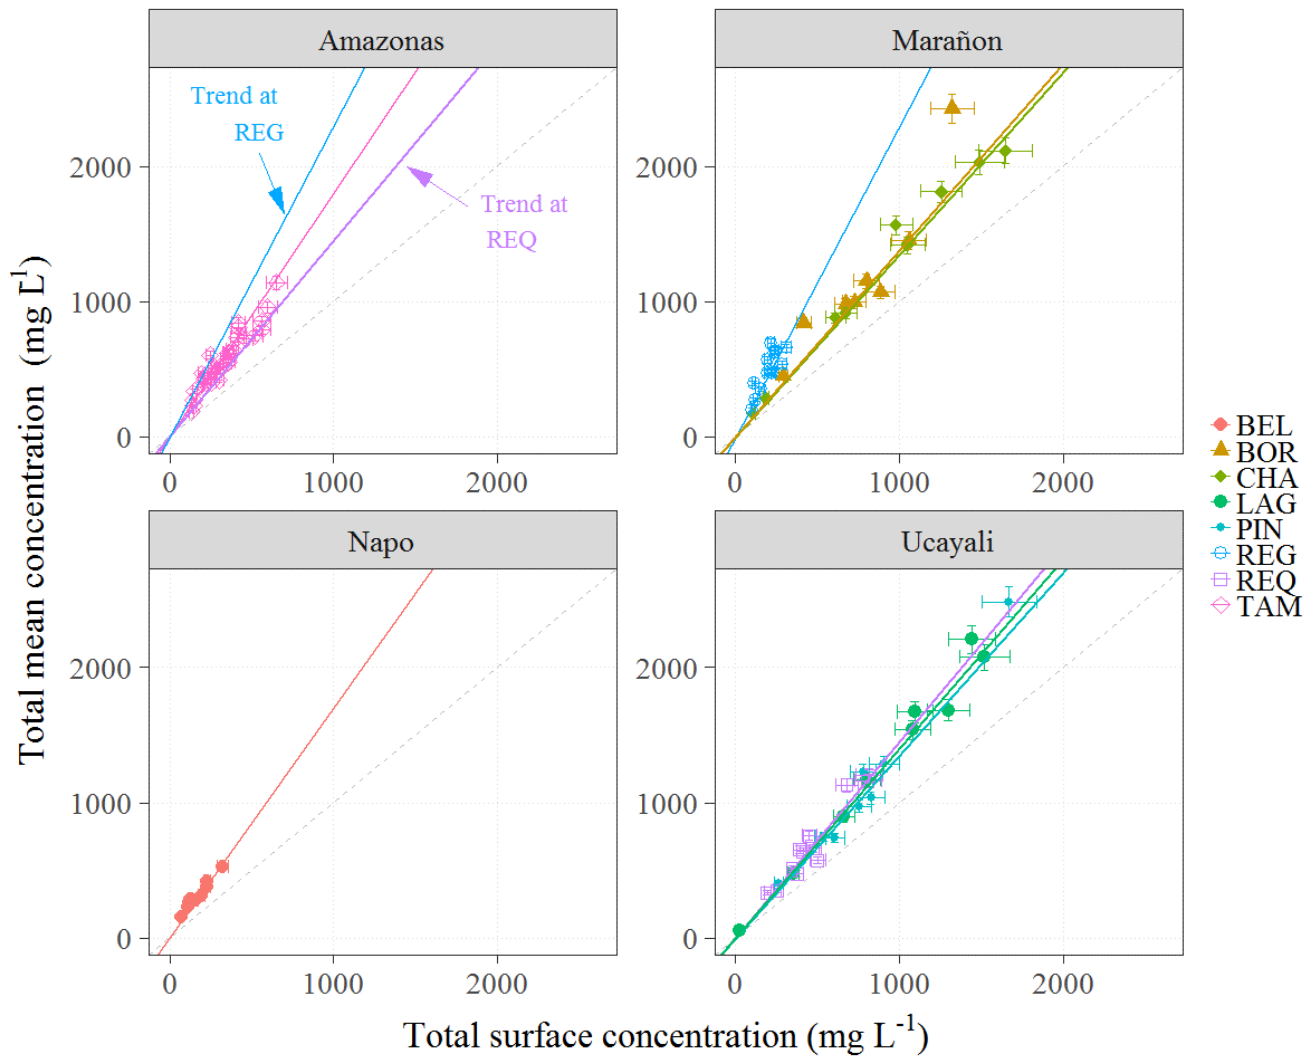 Amazonas
Marañon
Trend at
REG
Trend at
REQ
2000
1000
0
0
1000
2000
0
1000
2000
Napo
Ucayali
2000
1000
0
2000
1000
0
2000
1000
0
0
1000
2000
0
1000
2000
Total mean concentration (mg L¹)
Total surface concentration (mg L⁻¹)
BEL
BOR
CHA
LAG
PIN
REG
REQ
TAM